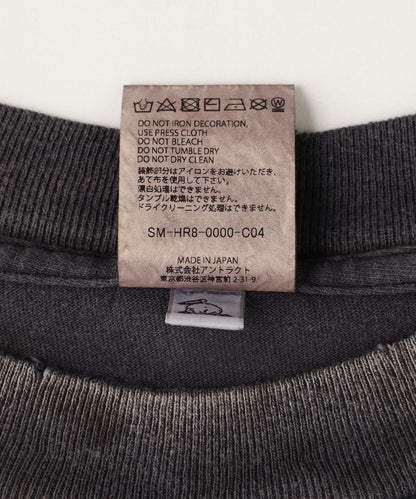 DO NOT IRON DECORATION,
USE PRESS CLOTH
DO NOT BLEACH
DO NOT TUMBLE DRY
DO NOT DRY CLEAN
装飾部分はアイロンをお避けいただき、
あて布を使用して下さい。
漂白処理はできません。
タンブル乾燥はできません。
ドライクリーニング処理はできません。
SM-HR8-0000-C04
MADE IN JAPAN
株式会社アントラクト
東京都渋谷区神宮前 2-31-9